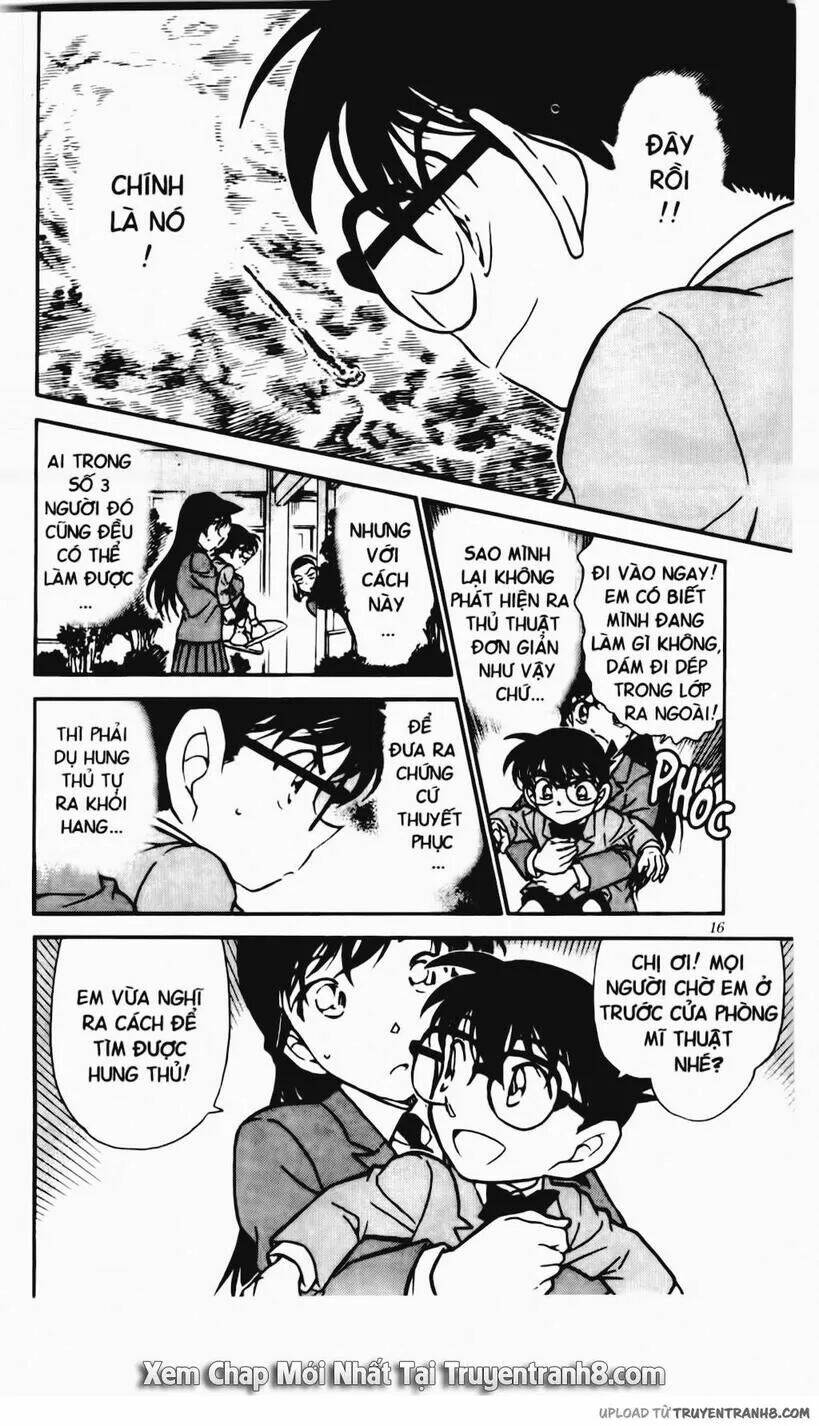 ĐÂY
RỒI
!!
CHÍNH
LÀ NÓ
!
ĐI VÀO NGAY!
EM CÓ BIẾT
MÌNH ĐANG
LÀM GÌ KHÔNG,
DÁM ĐI DÉP
TRONG LỚP
RA NGOÀI!
PHỐC
SAO MÌNH
LẠI KHÔNG
PHÁT HIỆN RA
THỦ THUẬT
ĐƠN GIẢN
NHƯ VẬY
CHỨ...
NHƯNG
VỚI
CÁCH
NÀY
...
AI TRONG
SỐ 3
NGƯỜI ĐÓ
CŨNG ĐỀU
CÓ THỂ
LÀM ĐƯỢC
...
ĐỂ
ĐƯA RA
CHỨNG
CỨ
THUYẾT
PHỤC
...
THÌ PHẢI
DỤ HUNG
THỦ TỰ
RA KHỎI
HANG...
16
CHỊ ƠI! MỌI
NGƯỜI CHỜ EM Ở
TRƯỚC CỬA PHÒNG
MĨ THUẬT
NHÉ?
EM VỪA NGHĨ
RA CÁCH ĐỂ
TÌM ĐƯỢC
HUNG THỦ!
Xem Chap Mới Nhất Tại Truyentranh8.com
UPLOAD TỪ TRUYENTRANH8.COM